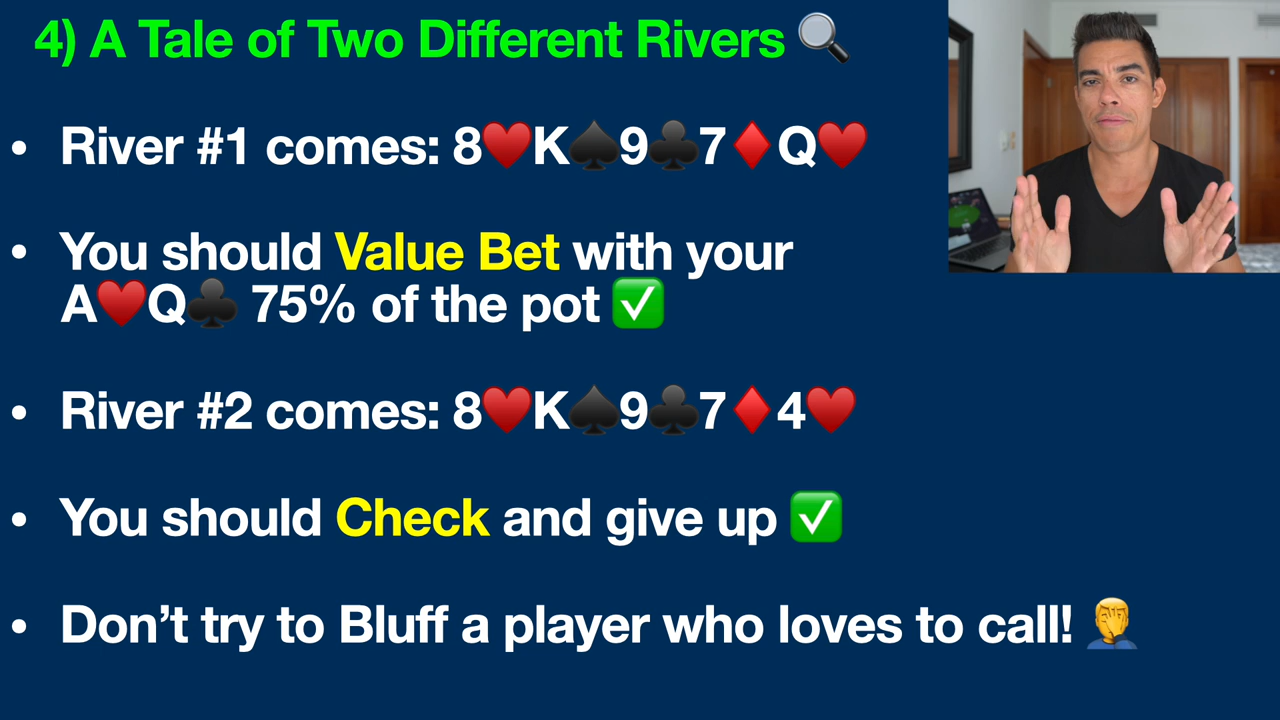 4) A Tale of Two Different Rivers 🔍
• River #1 comes: 8♥️K♠️9♣️7♦️Q♥️
• You should Value Bet with your
A♥️Q♣️ 75% of the pot ✅
• River #2 comes: 8♥️K♠️9♣️7♦️4♥️
• You should Check and give up ✅
• Don’t try to Bluff a player who loves to call! 🤦‍♂️